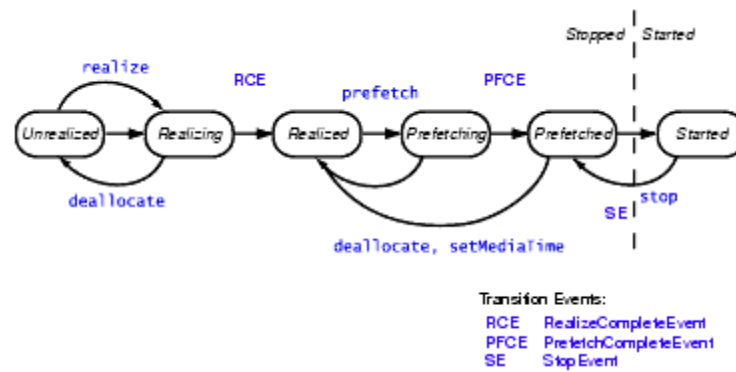 Stopped Started
realize
RCE
prefetch
PFCE
Unrealized
Realizing
Realized
Prefetching
Prefetched
Started
deallocate
stop
SE
deallocate, setMediaTime
Transition Events:
RCE RealizeCompleteEvent
PFCE PrefetchCompleteEvent
SE StopEvent